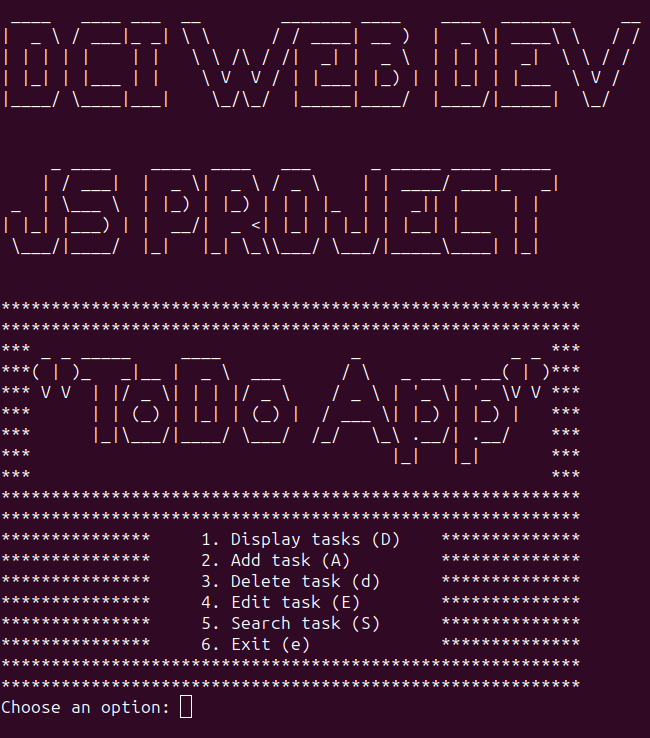 DCI WEB DEV
JS PROJECT
"ToDo App"
1. Display tasks (D)
2. Add task (A)
3. Delete task (d)
4. Edit task (E)
5. Search task (S)
6. Exit (e)
Choose an option: